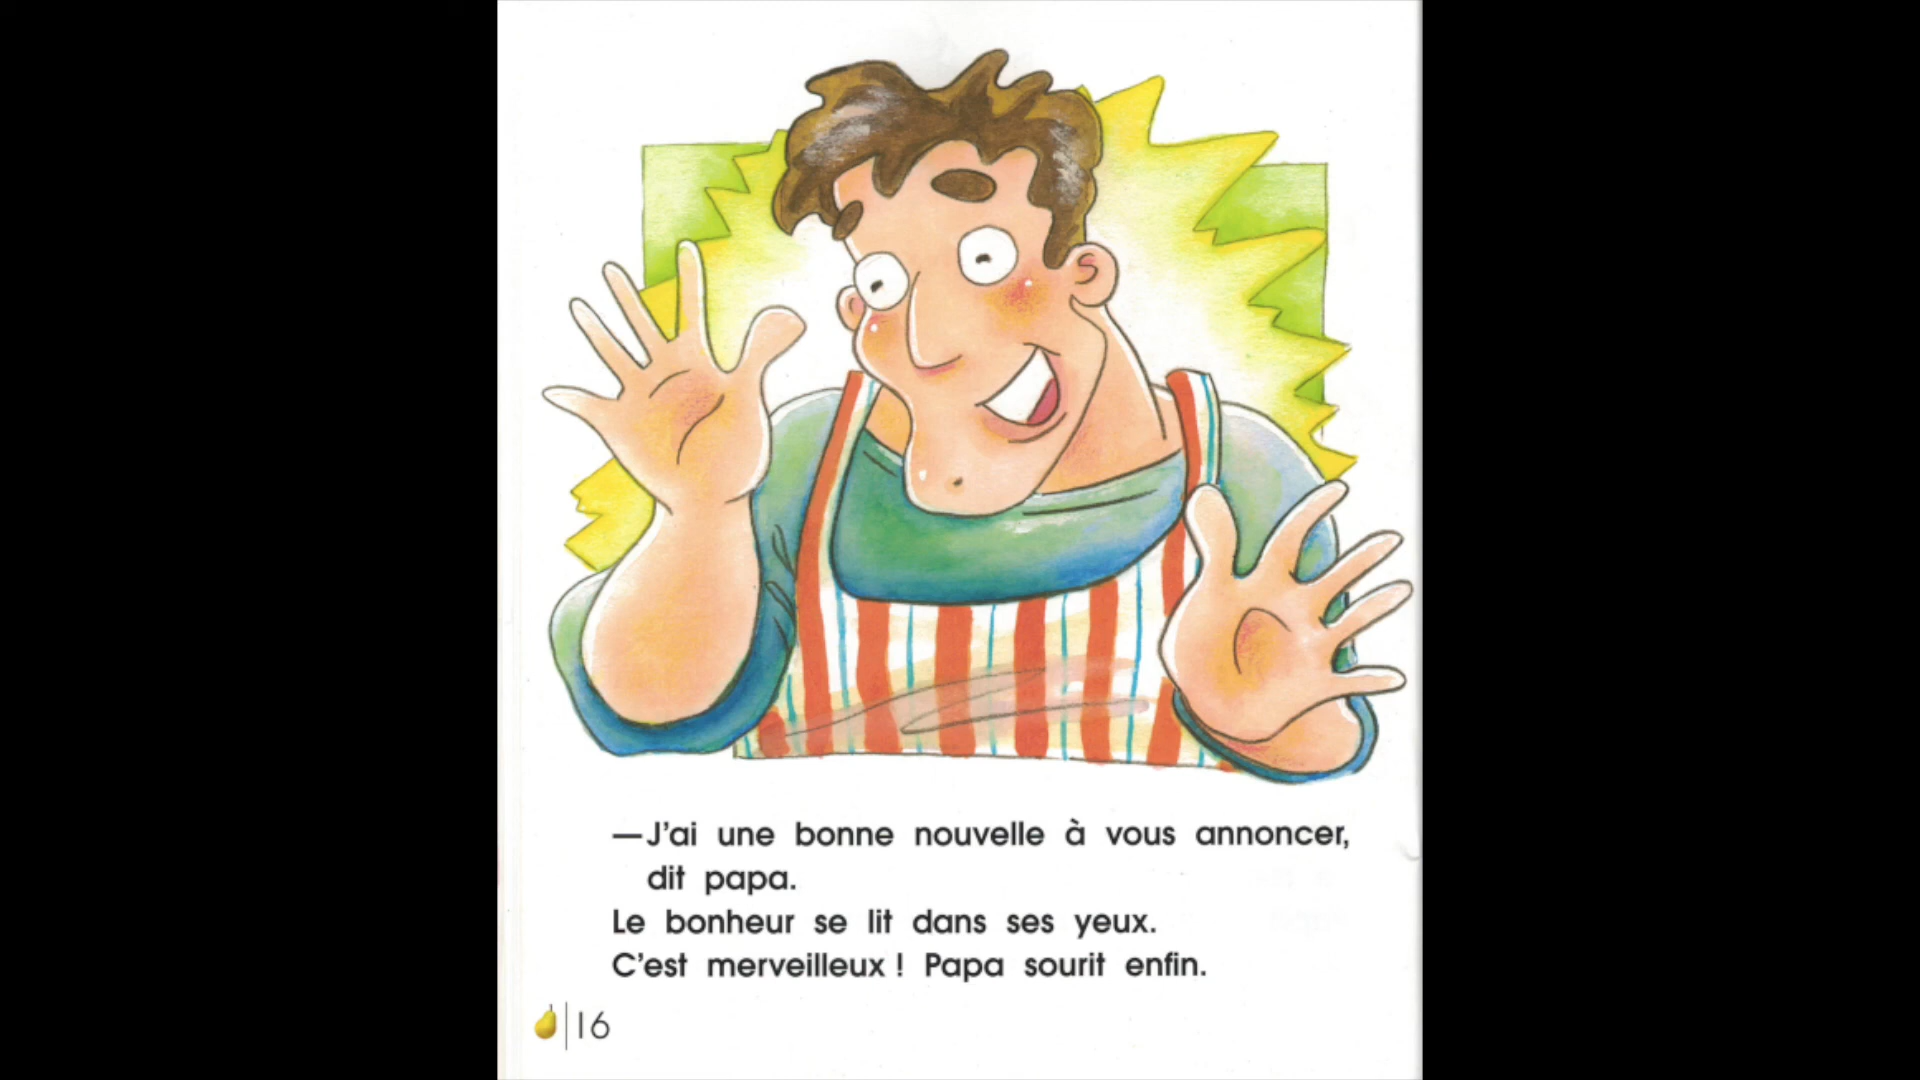 —J'ai une bonne nouvelle à vous annoncer,
dit papa.
Le bonheur se lit dans ses yeux.
C'est merveilleux ! Papa sourit enfin.
16